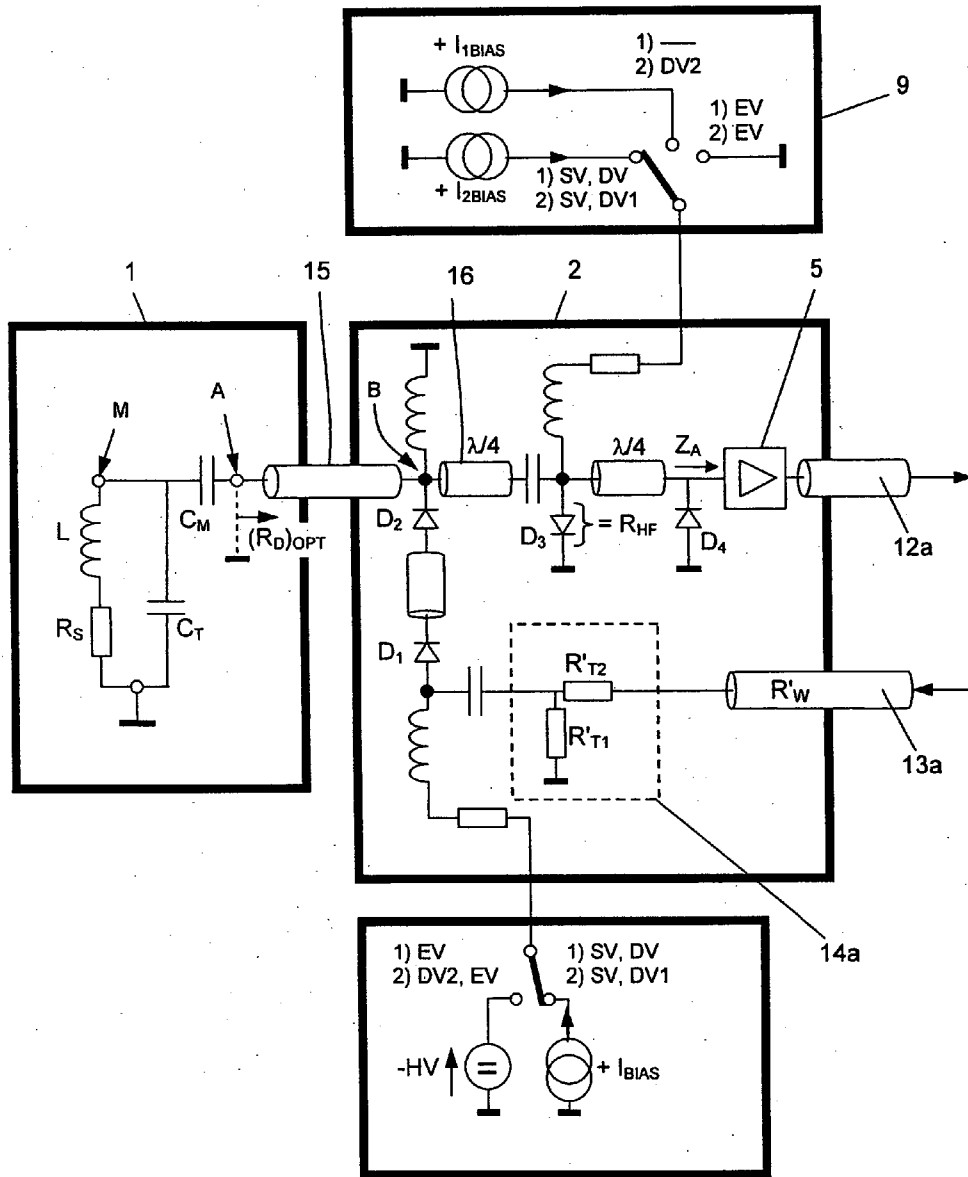 + I1BIAS
1) —
2) DV2
9
1) EV
2) EV
+ I2BIAS
1) SV, DV
2) SV, DV1
1
15
16
2
5
M
A
B
λ/4
λ/4
ZA
CM
(RD)OPT
D2
D3
} = RHF
D4
12a
L
RS
CT
D1
R'T2
R'T1
R'W
13a
14a
1) EV
2) DV2, EV
1) SV, DV
2) SV, DV1
-HV
=
+ IBIAS